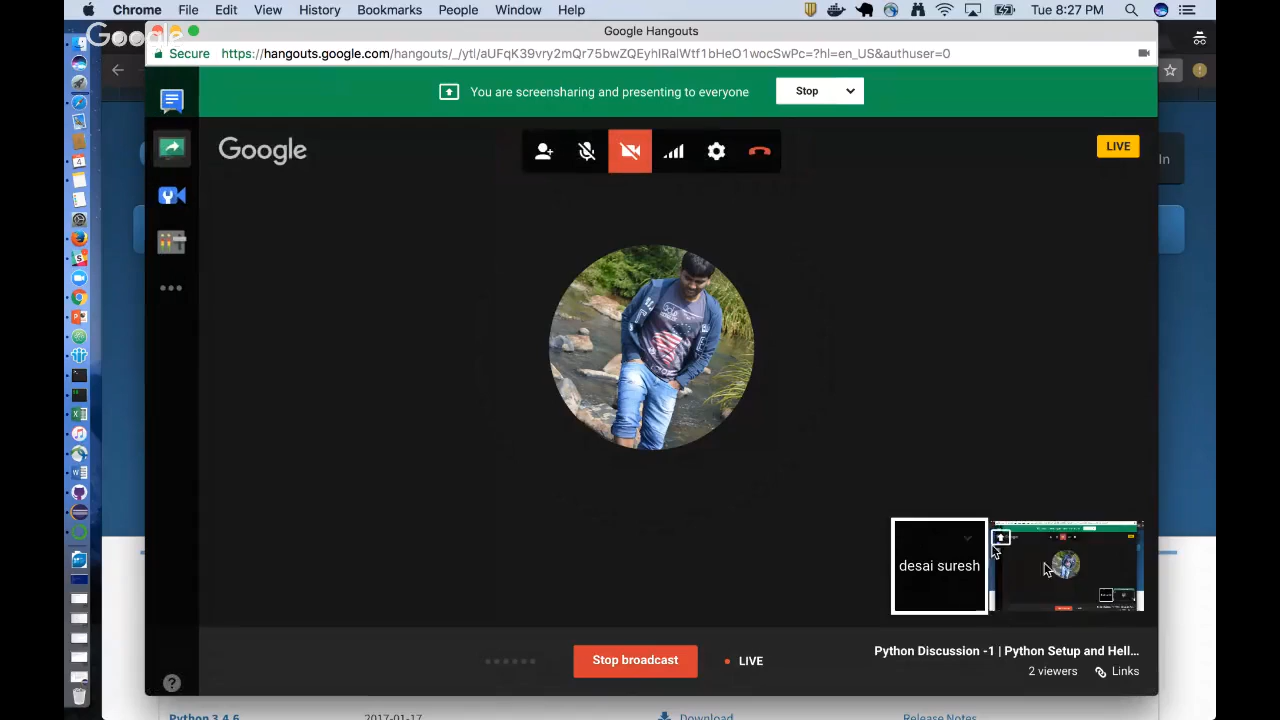 Chrome File Edit View History Bookmarks People Window Help Tue 8:27 PM
Google
Google Hangouts
Secure https://hangouts.google.com/hangouts/_/ytl/aUFdK39vry2mQr75bwZQEyhIRalWtf1bHeO1wocSwPc=?hl=en_US&authuser=0
You are screensharing and presenting to everyone Stop
Google
LIVE
In
desai suresh
Python Discussion -1 | Python Setup and Hell...
Stop broadcast LIVE
2 viewers Links
Python 3.4.6 2017-01-17 Download Release Notes